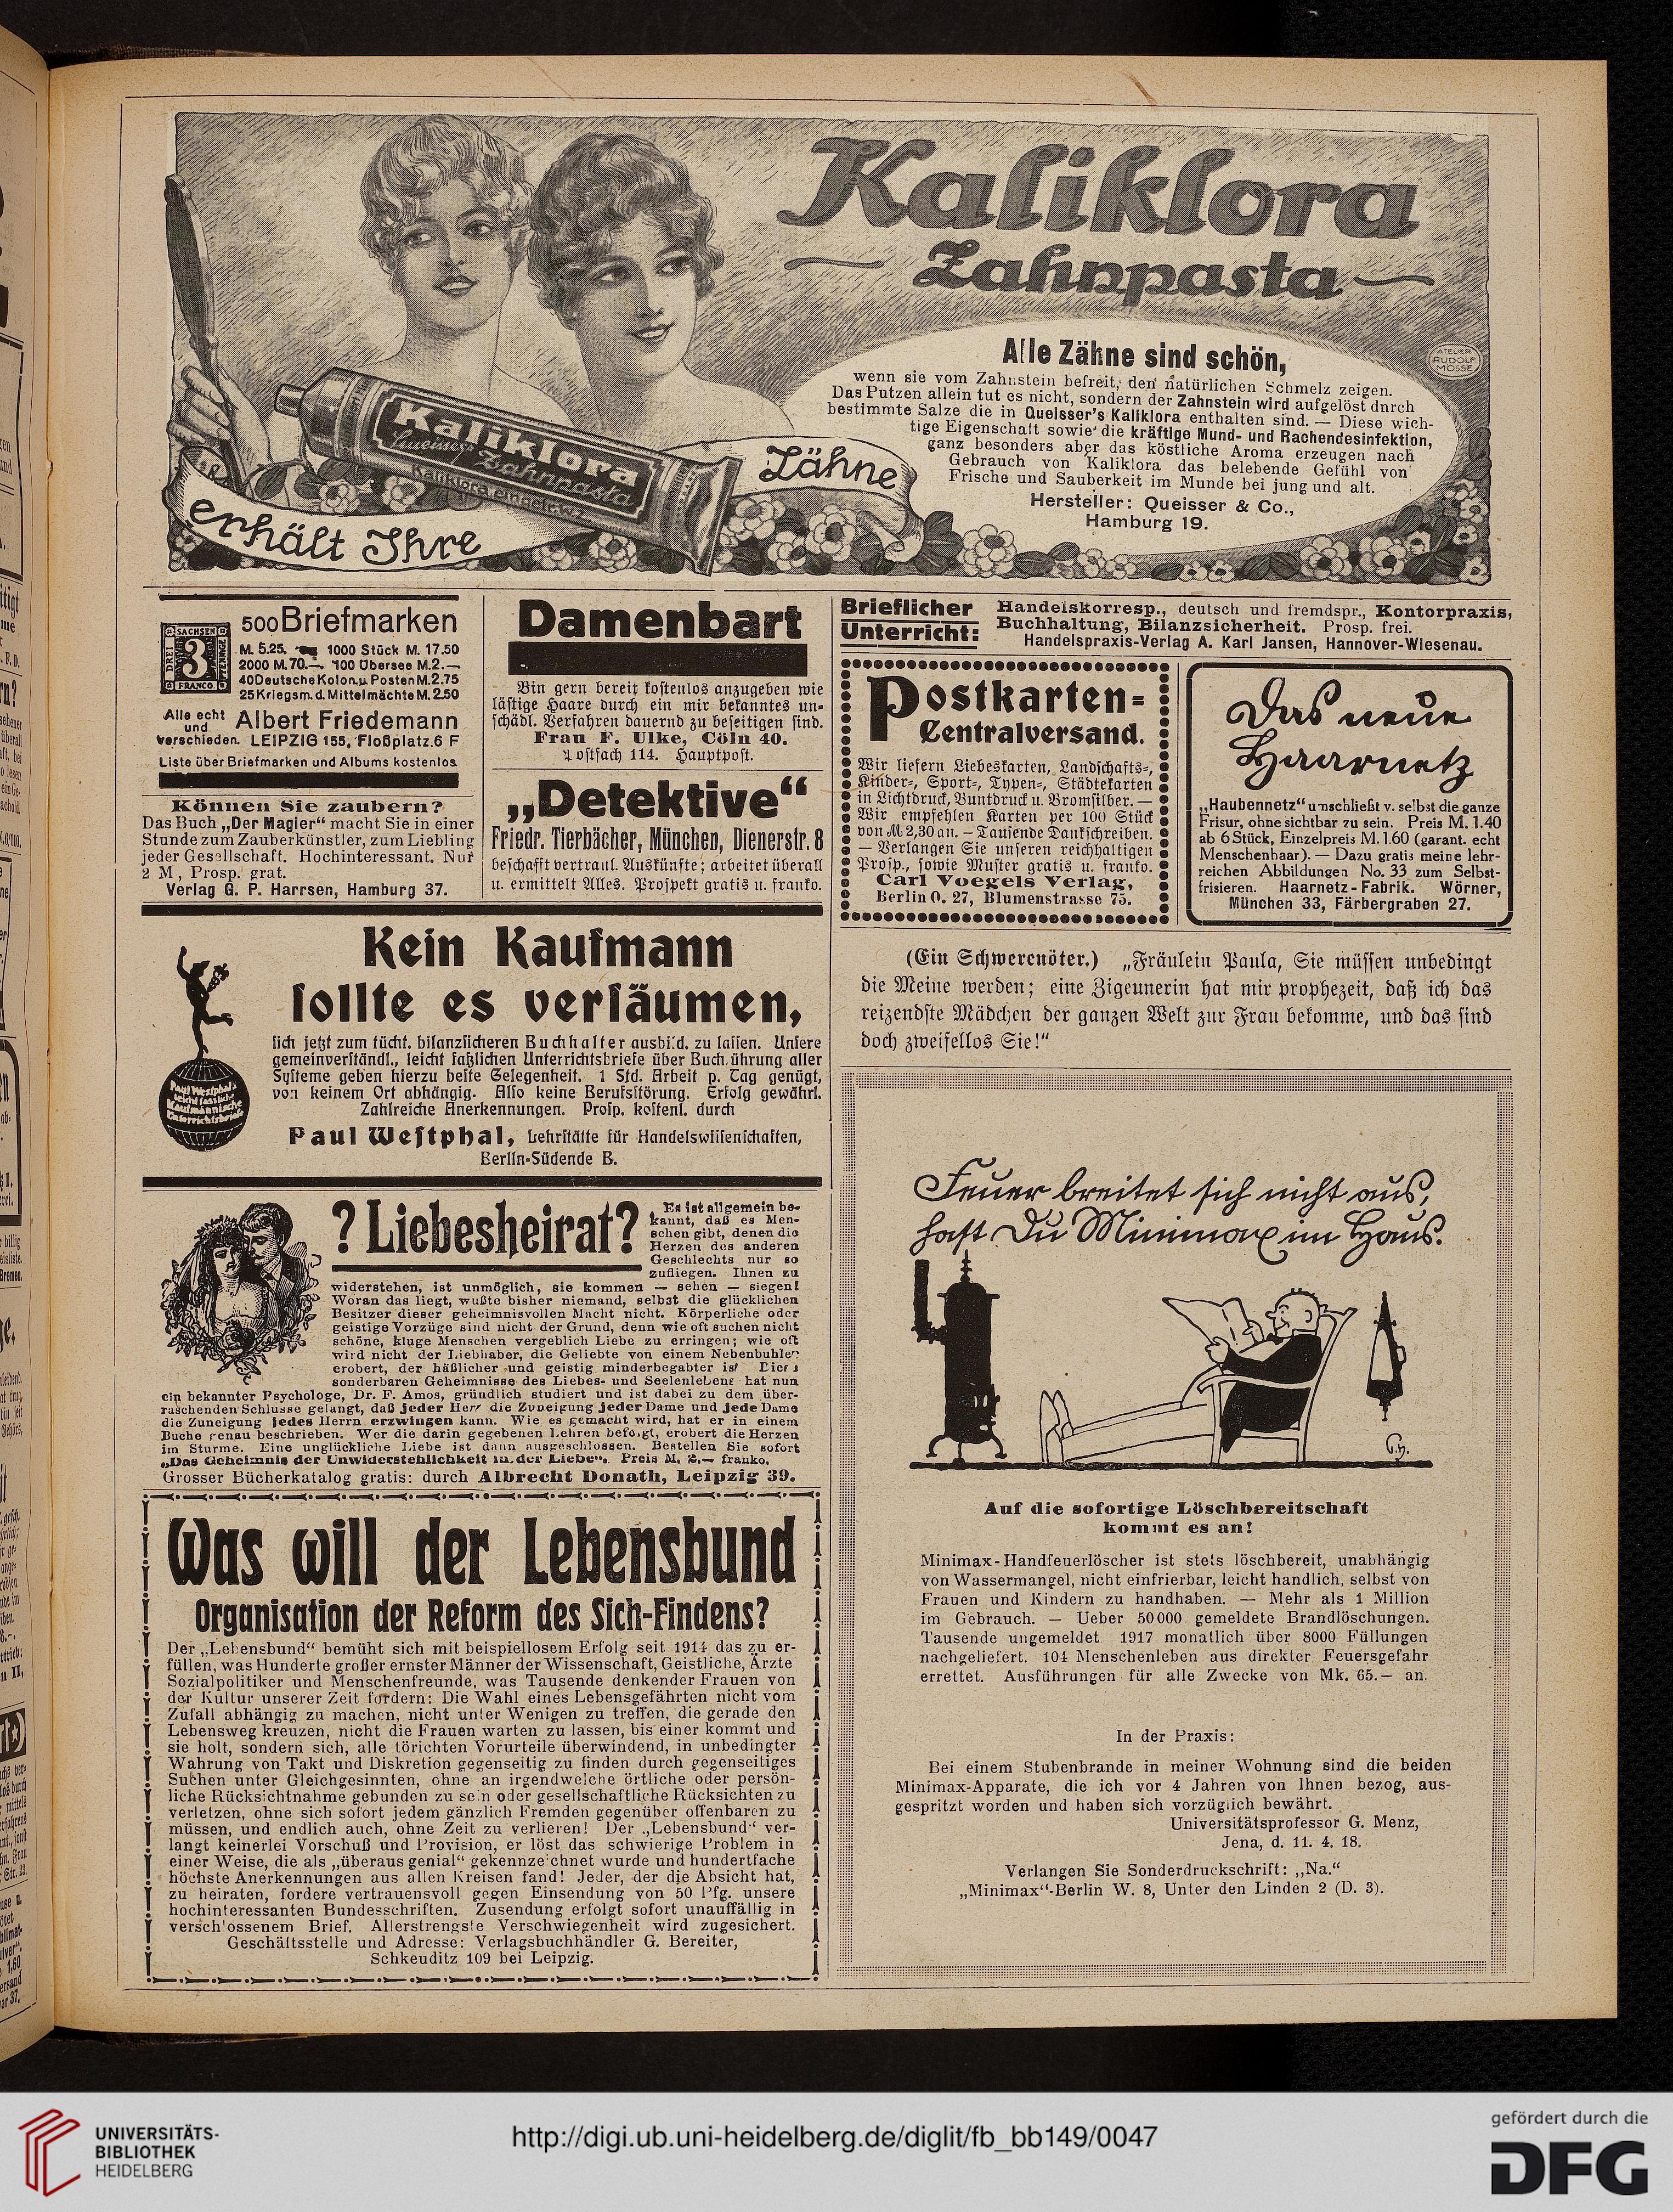 Kaliklora
Zahnpasta
Alle Zähne sind schön,
wenn sie vom Zahnstein befreit, den natürlichen Schmelz zeigen.
Das Putzen allein tut es nicht, sondern der Zahnstein wird aufgelöst durch
bestimmte Salze die in Queisser's Kaliklora enthalten sind. — Diese wich-
tige Eigenschaft sowie die kräftige Mund- und Rachendesinfektion,
ganz besonders aber das köstliche Aroma erzeugen nach
Gebrauch von Kaliklora das belebende Gefühl von
Frische und Sauberkeit im Munde bei jung und alt.
Hersteller: Queisser & Co.,
Hamburg 19.
ATELIER
RUDOLF
MOSSE
Kaliklora
Queisser's Zahnpasta
Kaliklora eingetr. Wz.
erhält Ihre
Zähne
SACHSEN
DREI
3
PFENNIGE
FRANCO
500 Briefmarken
M. 5.25. 1000 Stück M. 17.50
2000 M. 70.—, 100 Übersee M. 2.—
40 Deutsche Kolon. u. Posten M. 2.75
25 Kriegsm. d. Mittelmächte M. 2.50
Alle echt
und
verschieden.
Albert Friedemann
LEIPZIG 155, Floßplatz 6 F
Liste über Briefmarken und Albums kostenlos
Können Sie zaubern?
Das Buch „Der Magier“ macht Sie in einer
Stunde zum Zauberkünstler, zum Liebling
jeder Gesellschaft. Hochinteressant. Nur
2 M, Prosp. grat.
Verlag G. P. Harrsen, Hamburg 37.
Damenbart
Bin gern bereit kostenlos anzugeben wie
lästige Haare durch ein mir bekanntes un-
schädl. Verfahren dauernd zu beseitigen sind.
Frau F. Ulke, Cöln 40.
Postfach 114. Hauptpost.
„Detektive“
Friedr. Tierbächer, München, Dienerstr. 8
beschafft vertraul. Auskünfte; arbeitet überall
u. ermittelt Alles. Prospekt gratis u. franko.
Brieflicher
Unterricht:
Handelskorresp., deutsch und fremdspr., Kontorpraxis,
Buchhaltung, Bilanzsicherheit. Prosp. frei.
Handelspraxis-Verlag A. Karl Jansen, Hannover-Wiesenau.
Postkarten-
Centralversand.
Wir liefern Liebeskarten, Landschafts-,
Kinder-, Sport-, Typen-, Städtekarten
in Lichtdruck, Buntdruck u. Bromsilber. —
Wir empfehlen Karten per 100 Stück
von M 2,30 an. — Tausende Dankschreiben.
— Verlangen Sie unseren reichhaltigen
Prosp., sowie Muster gratis u. franko.
Carl Voegels Verlag,
Berlin O. 27, Blumenstrasse 75.
Das neue
Haarnetz
„Haubennetz“ umschließt v. selbst die ganze
Frisur, ohne sichtbar zu sein. Preis M. 1.40
ab 6 Stück, Einzelpreis M. 1.60 (garant. echt
Menschenhaar). — Dazu gratis meine lehr-
reichen Abbildungen No. 33 zum Selbst-
frisieren. Haarnetz-Fabrik. Wörner,
München 33, Färbergraben 27.
Kein Kaufmann
sollte es versäumen,
sich jetzt zum tücht. bilanzsicheren Buchhalter ausbild. zu lassen. Unsere
gemeinverständl., leicht faßlichen Unterrichtsbriefe über Buchführung aller
Systeme geben hierzu beste Gelegenheit. 1 Std. Arbeit p. Tag genügt,
von keinem Ort abhängig. Also keine Berufsstörung. Erfolg gewährl.
Zahlreiche Anerkennungen. Prosp. kostenl. durch
Paul Westphal, Lehrstätte für Handelswissenschaften,
Berlin-Südende B.
Paul Westphal's
leicht fassliche
Kaufmännische
Unterrichtsbriefe
(Ein Schwerenöter.) „Fräulein Paula, Sie müssen unbedingt
die Meine werden; eine Zigeunerin hat mir prophezeit, daß ich das
reizendste Mädchen der ganzen Welt zur Frau bekomme, und das sind
doch zweifellos Sie!“
? Liebesheirat?
Es ist allgemein be-
kannt, daß es Men-
schen gibt, denen die
Herzen des anderen
Geschlechts nur so
zufliegen. Ihnen zu
widerstehen, ist unmöglich, sie kommen — sehen — siegen!
Woran das liegt, wußte bisher niemand, selbst die glücklichen
Besitzer dieser geheimnisvollen Macht nicht. Körperliche oder
geistige Vorzüge sind nicht der Grund, denn wie oft suchen nicht
schöne, kluge Menschen vergeblich Liebe zu erringen; wie oft
wird nicht der Liebhaber, die Geliebte von einem Nebenbuhler
erobert, der häßlicher und geistig minderbegabter ist Dieses
sonderbaren Geheimnisse des Liebes- und Seelenlebens hat nun
ein bekannter Psychologe, Dr. F. Amos, gründlich studiert und ist dabei zu dem über-
raschenden Schlusse gelangt, daß jeder Herr die Zuneigung jeder Dame und jede Dame
die Zuneigung jedes Herrn erzwingen kann. Wie es gemacht wird, hat er in einem
Buche genau beschrieben. Wer die darin gegebenen Lehren befolgt, erobert die Herzen
im Sturme. Eine unglückliche Liebe ist dann ausgeschlossen. Bestellen Sie sofort
„Das Geheimnis der Unwiderstehlichkeit in der Liebe“. Preis M. 2.— franko.
Grosser Bücherkatalog gratis: durch Albrecht Donath, Leipzig 39.
Was will der Lebensbund
Organisation der Reform des Sich-Findens?
Der „Lebensbund“ bemüht sich mit beispiellosem Erfolg seit 1914 das zu er-
füllen, was Hunderte großer ernster Männer der Wissenschaft, Geistliche, Ärzte
Sozialpolitiker und Menschenfreunde, was Tausende denkender Frauen von
der Kultur unserer Zeit fordern: Die Wahl eines Lebensgefährten nicht vom
Zufall abhängig zu machen, nicht unter Wenigen zu treffen, die gerade den
Lebensweg kreuzen, nicht die Frauen warten zu lassen, bis einer kommt und
sie holt, sondern sich, alle törichten Vorurteile überwindend, in unbedingter
Wahrung von Takt und Diskretion gegenseitig zu finden durch gegenseitiges
Suchen unter Gleichgesinnten, ohne an irgendwelche örtliche oder persön-
liche Rücksichtnahme gebunden zu sein oder gesellschaftliche Rücksichten zu
verletzen, ohne sich sofort jedem gänzlich Fremden gegenüber offenbaren zu
müssen, und endlich auch, ohne Zeit zu verlieren! Der „Lebensbund“ ver-
langt keinerlei Vorschuß und Provision, er löst das schwierige Problem in
einer Weise, die als „überaus genial“ gekennzeichnet wurde und hundertfache
höchste Anerkennungen aus allen Kreisen fand! Jeder, der die Absicht hat,
zu heiraten, fordere vertrauensvoll gegen Einsendung von 50 Pfg. unsere
hochinteressanten Bundesschriften. Zusendung erfolgt sofort unauffällig in
verschlossenem Brief. Allerstrengste Verschwiegenheit wird zugesichert.
Geschäftsstelle und Adresse: Verlagsbuchhändler G. Bereiter,
Schkeuditz 109 bei Leipzig.
Feuer breitet sich nicht aus,
hast Du Minimax im Haus.
Auf die sofortige Löschbereitschaft
kommt es an!
Minimax-Handfeuerlöscher ist stets löschbereit, unabhängig
von Wassermangel, nicht einfrierbar, leicht handlich, selbst von
Frauen und Kindern zu handhaben. — Mehr als 1 Million
im Gebrauch. — Ueber 50000 gemeldete Brandlöschungen.
Tausende ungemeldet 1917 monatlich über 8000 Füllungen
nachgeliefert. 104 Menschenleben aus direkter Feuersgefahr
errettet. Ausführungen für alle Zwecke von Mk. 65.— an.
In der Praxis:
Bei einem Stubenbrande in meiner Wohnung sind die beiden
Minimax-Apparate, die ich vor 4 Jahren von Ihnen bezog, aus-
gespritzt worden und haben sich vorzüglich bewährt.
Universitätsprofessor G. Menz,
Jena, d. 11. 4. 18.
Verlangen Sie Sonderdruckschrift: „Na.“
„Minimax“-Berlin W. 8, Unter den Linden 2 (D. 3).
UNIVERSITÄTS-
BIBLIOTHEK
HEIDELBERG
http://digi.ub.uni-heidelberg.de/diglit/fb_bb149/0047
gefördert durch die
DFG